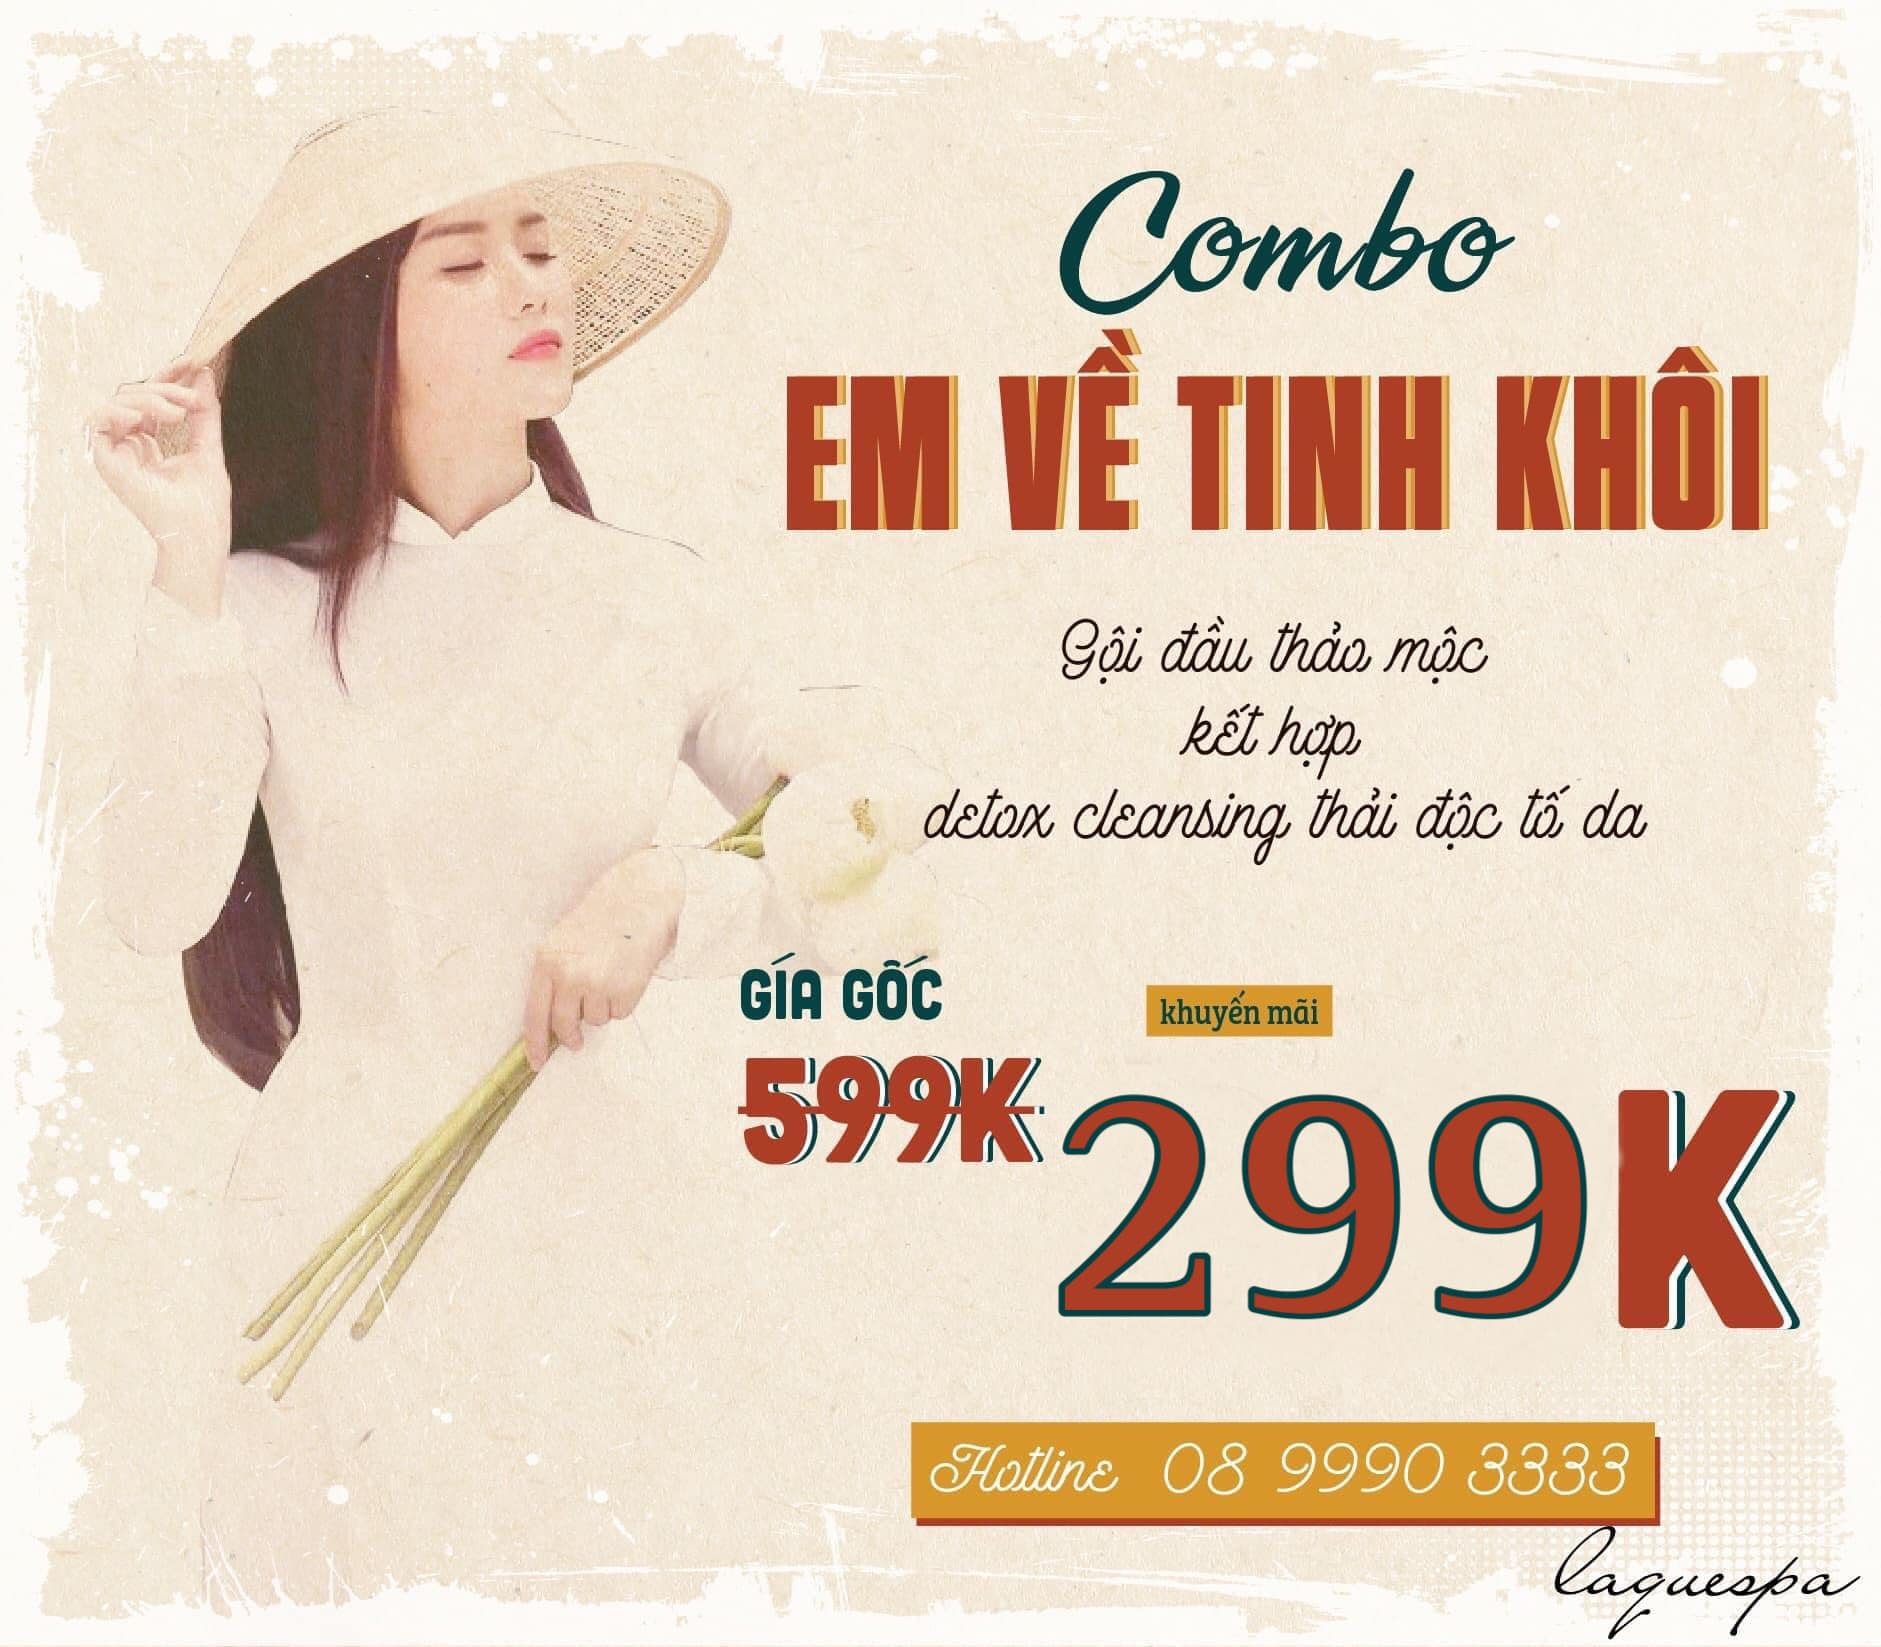 Combo
EM VỀ TINH KHÔI
Gội đầu thảo mộc
kết hợp
detox cleansing thải độc tố da
GÍA GỐC
599K
khuyến mãi
299K
Hotline 08 9990 3333
laquespa